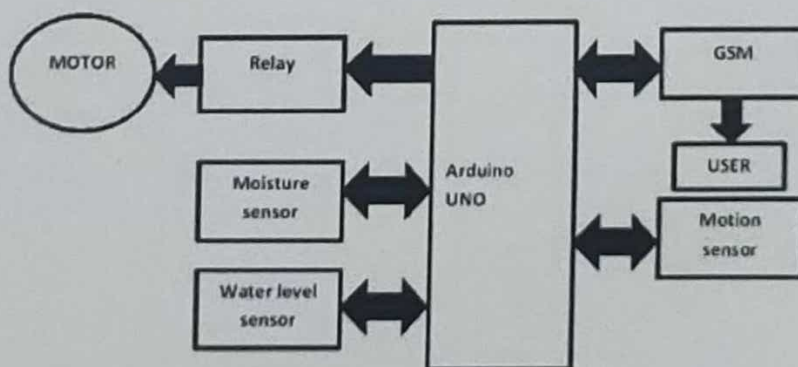 MOTOR
Relay
GSM
USER
Moisture
sensor
Arduino
UNO
Motion
sensor
Water level
sensor